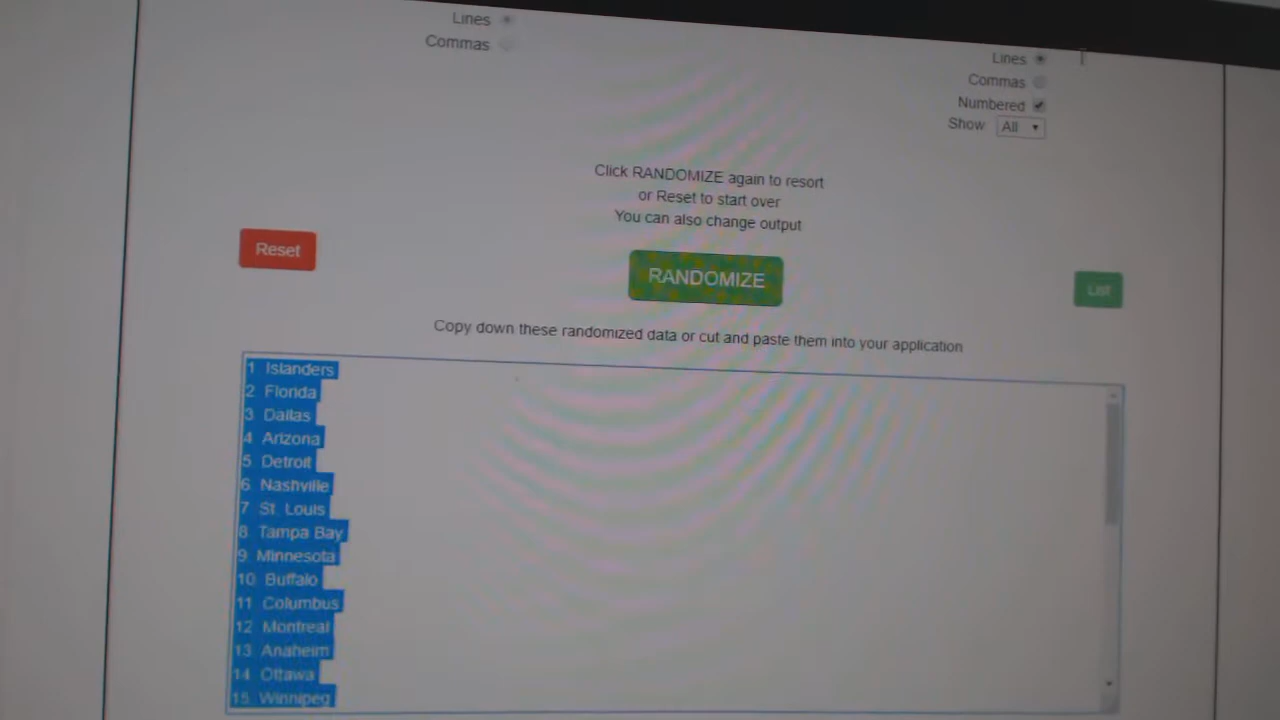 Lines
Commas
Lines
Commas
Numbered
Show All
Click RANDOMIZE again to resort
or Reset to start over
You can also change output
Reset
RANDOMIZE
List
Copy down these randomized data or cut and paste them into your application
1 Islanders
2 Florida
3 Dallas
4 Arizona
5 Detroit
6 Nashville
7 St. Louis
8 Tampa Bay
9 Minnesota
10 Buffalo
11 Columbus
12 Montreal
13 Anaheim
14 Ottawa
15 Winnipeg